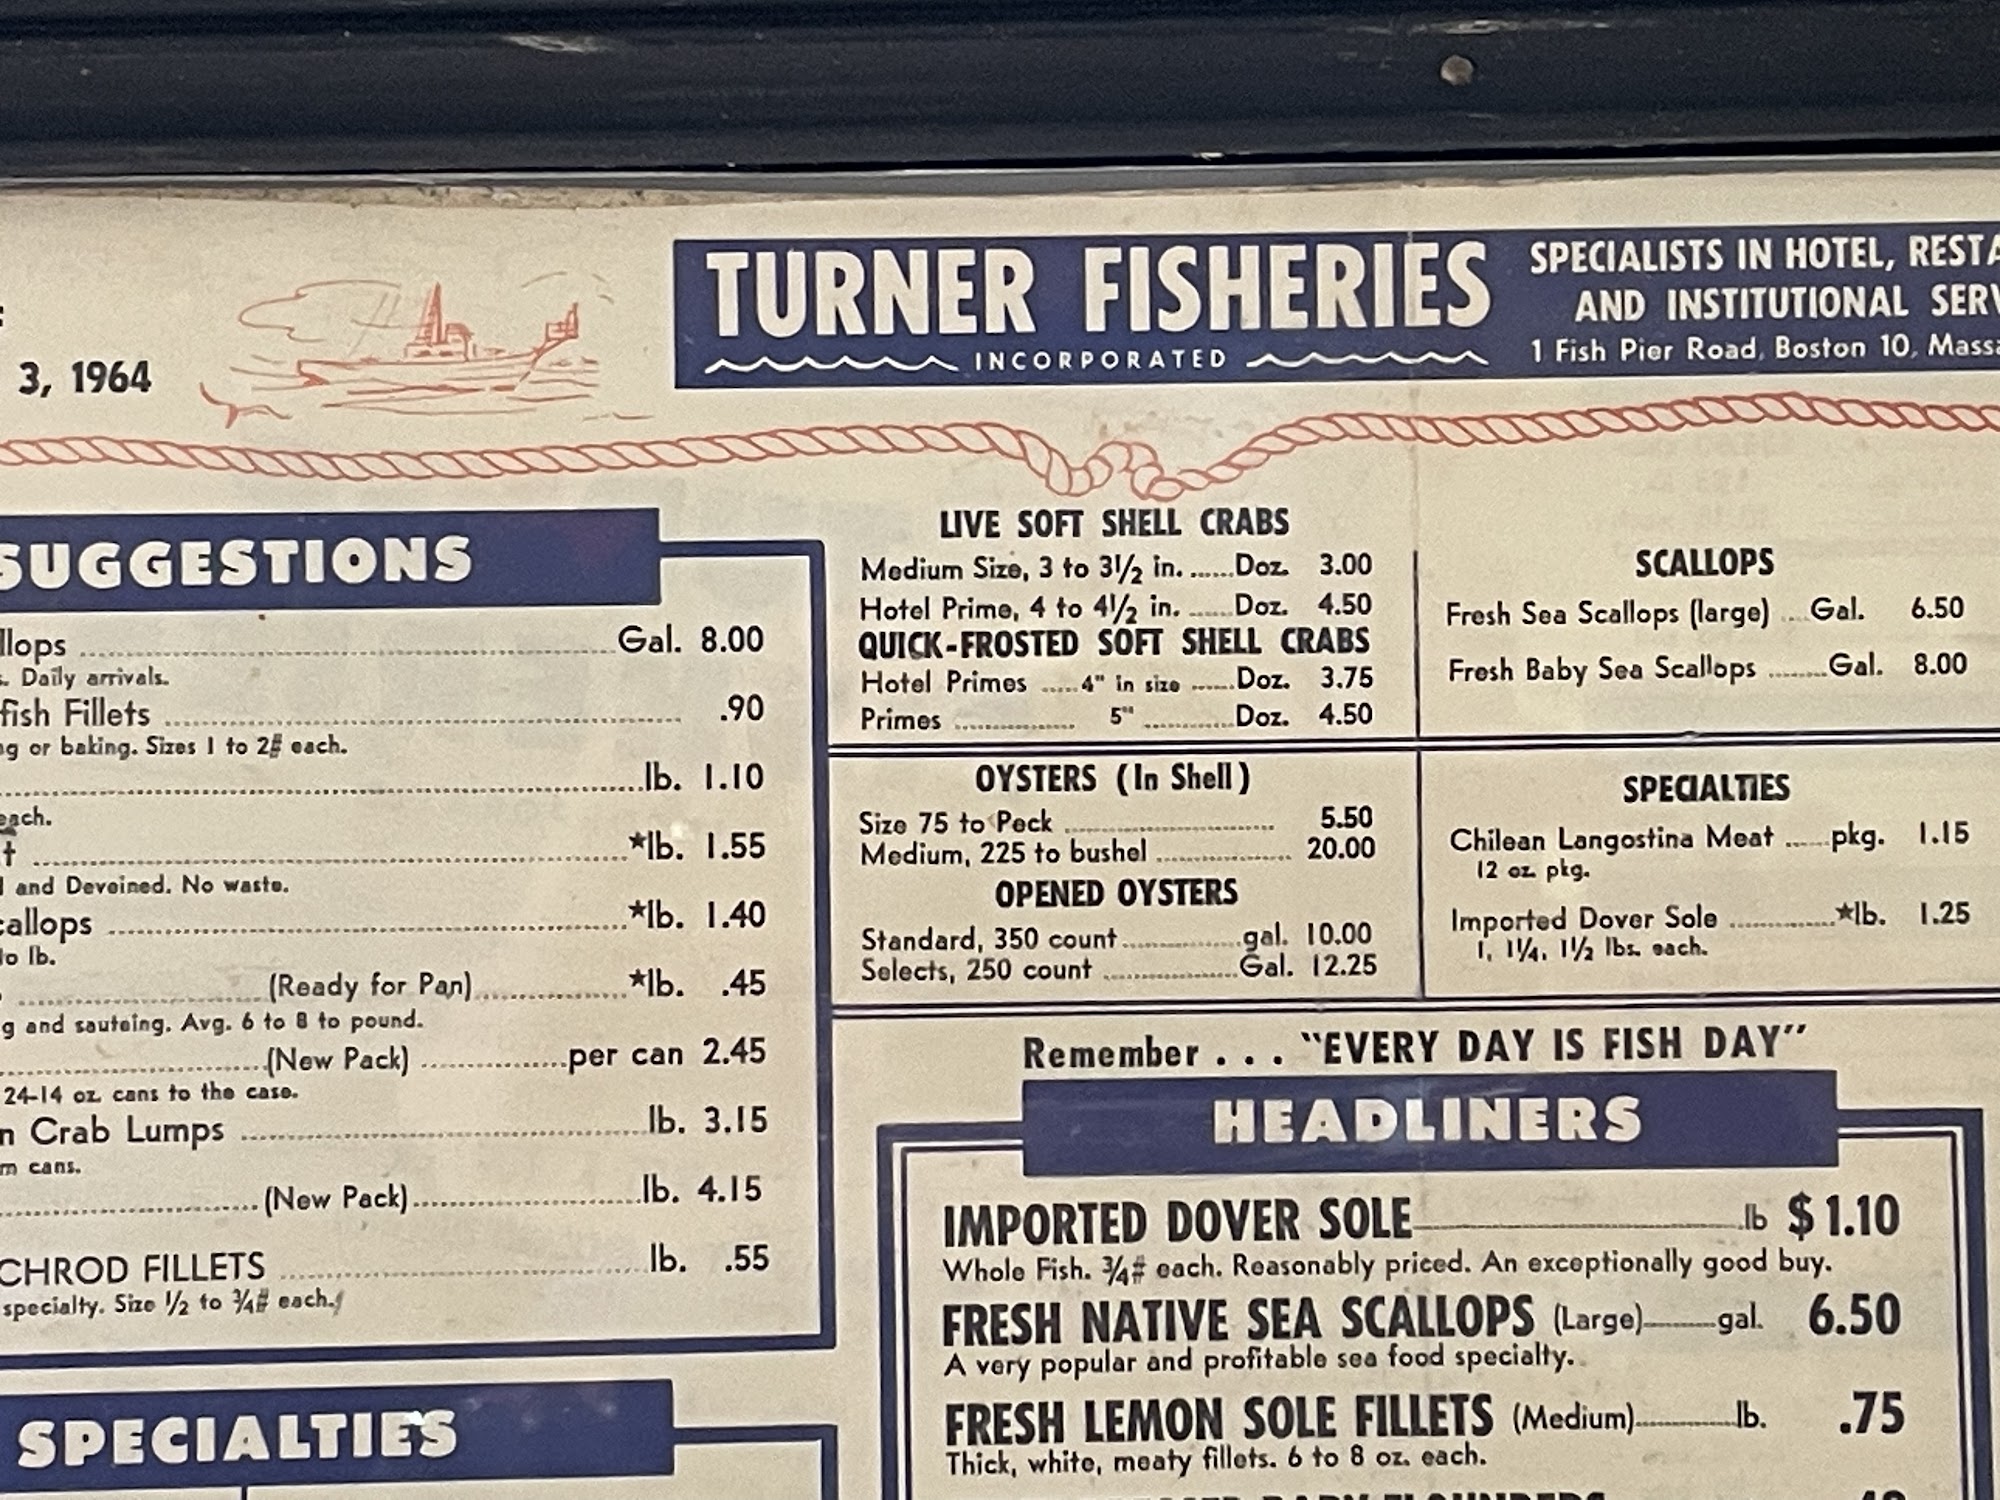 3, 1964
TURNER FISHERIES
INCORPORATED
SPECIALISTS IN HOTEL, RESTA
AND INSTITUTIONAL SERV
1 Fish Pier Road, Boston 10, Massa
SUGGESTIONS
llops Gal. 8.00
s. Daily arrivals.
fish Fillets .90
ng or baking. Sizes 1 to 2# each.
lb. 1.10
each.
t *lb. 1.55
l and Deveined. No waste.
callops *lb. 1.40
lo lb.
(Ready for Pan) *lb. .45
g and sauteing. Avg. 6 to 8 to pound.
(New Pack) per can 2.45
24-14 oz. cans to the case.
n Crab Lumps lb. 3.15
m cans.
(New Pack) lb. 4.15
CHROD FILLETS lb. .55
specialty. Size 1/2 to 3/4# each.
SPECIALTIES
LIVE SOFT SHELL CRABS
Medium Size, 3 to 3 1/2 in. Doz. 3.00
Hotel Prime, 4 to 4 1/2 in. Doz. 4.50
QUICK-FROSTED SOFT SHELL CRABS
Hotel Primes 4" in size Doz. 3.75
Primes 5"" Doz. 4.50
SCALLOPS
Fresh Sea Scallops (large) Gal. 6.50
Fresh Baby Sea Scallops Gal. 8.00
OYSTERS (In Shell)
Size 75 to Peck 5.50
Medium, 225 to bushel 20.00
OPENED OYSTERS
Standard, 350 count gal. 10.00
Selects, 250 count Gal. 12.25
SPECIALTIES
Chilean Langostina Meat pkg. 1.15
12 oz. pkg.
Imported Dover Sole *lb. 1.25
1, 1 1/4, 1 1/2 lbs. each.
Remember . . . "EVERY DAY IS FISH DAY"
HEADLINERS
IMPORTED DOVER SOLE lb $1.10
Whole Fish. 3/4# each. Reasonably priced. An exceptionally good buy.
FRESH NATIVE SEA SCALLOPS (Large) gal. 6.50
A very popular and profitable sea food specialty.
FRESH LEMON SOLE FILLETS (Medium) lb. .75
Thick, white, meaty fillets. 6 to 8 oz. each.